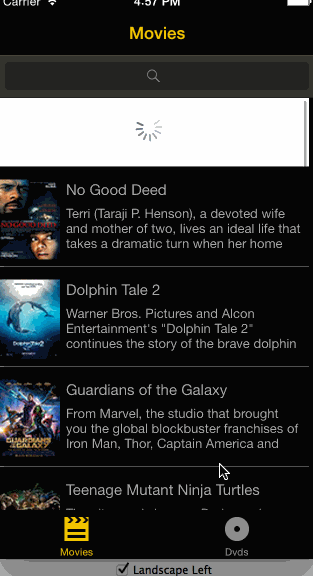 Carrier
4:57 PM
Movies
No Good Deed
Terri (Taraji P. Henson), a devoted wife
and mother of two, lives an ideal life that
takes a dramatic turn when her home
Dolphin Tale 2
Warner Bros. Pictures and Alcon
Entertainment's "Dolphin Tale 2"
continues the story of the brave dolphin
Guardians of the Galaxy
From Marvel, the studio that brought
you the global blockbuster franchises of
Iron Man, Thor, Captain America and
Teenage Mutant Ninja Turtles
Movies
Dvds
Landscape Left